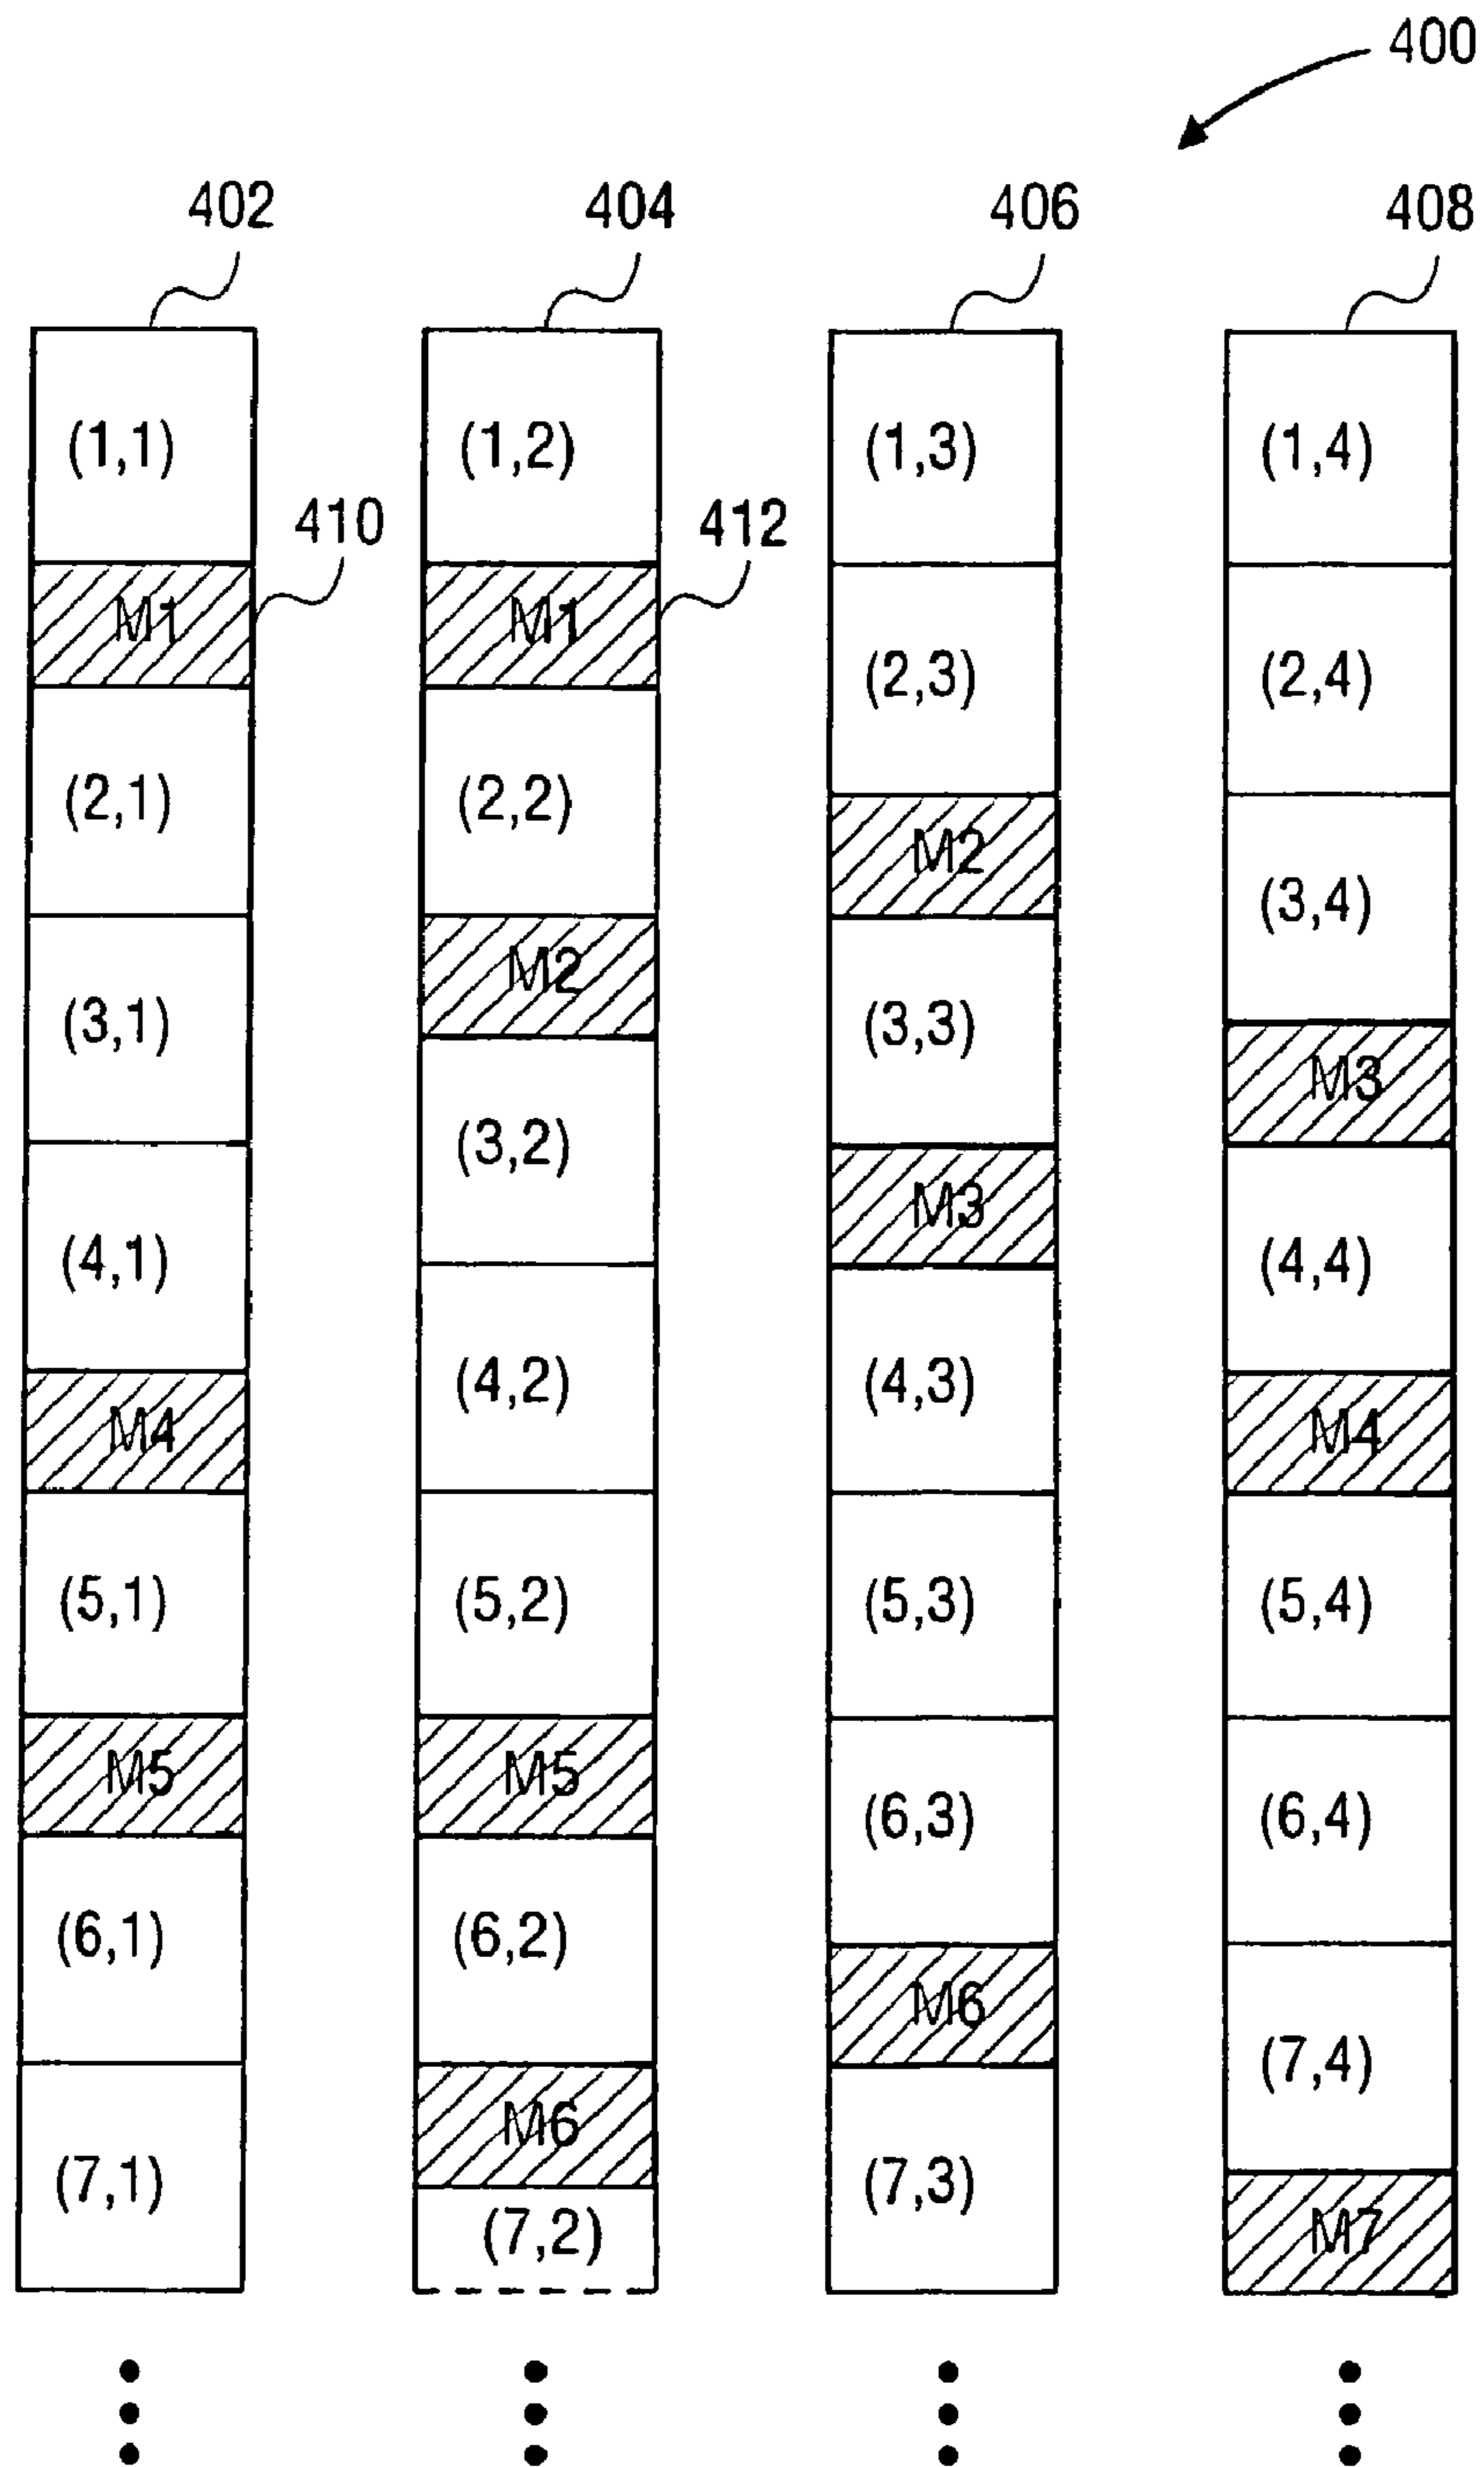 400
402 404 406 408
(1,1) (1,2) (1,3) (1,4)
410 412
M1 M1
(2,3) (2,4)
(2,1) (2,2)
M2
(3,4)
M2
(3,1) (3,3)
M3
(3,2)
M3
(4,1) (4,4)
(4,2) (4,3)
M4 M4
(5,1) (5,2) (5,3) (5,4)
M5 M5
(6,3) (6,4)
(6,1) (6,2)
M6
(7,4)
M6
(7,1) (7,3)
(7,2) M7